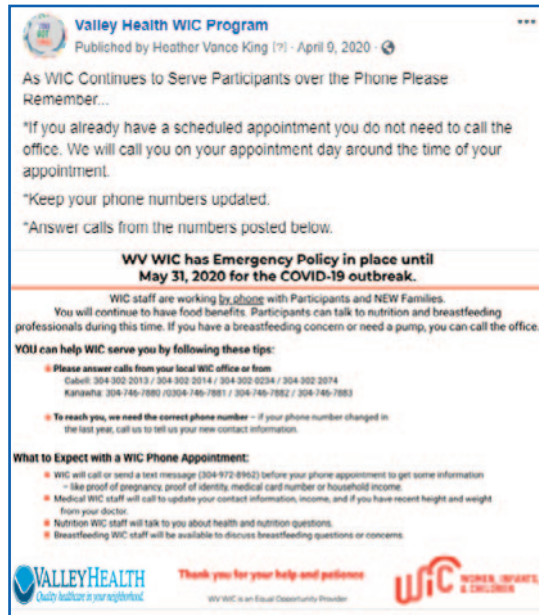 Valley Health WIC Program
Published by Heather Vance King [?] · April 9, 2020 ·
As WIC Continues to Serve Participants over the Phone Please
Remember...
*If you already have a scheduled appointment you do not need to call the
office. We will call you on your appointment day around the time of your
appointment.
*Keep your phone numbers updated.
*Answer calls from the numbers posted below.
WV WIC has Emergency Policy in place until
May 31, 2020 for the COVID-19 outbreak.
WIC staff are working by phone with Participants and NEW Families.
You will continue to have food benefits. Participants can talk to nutrition and breastfeeding
professionals during this time. If you have a breastfeeding concern or need a pump, you can call the office.
YOU can help WIC serve you by following these tips:
Please answer calls from your local WIC office or from
Cabell: 304-302-2013 / 304-302-2014 / 304-302-0234 / 304-302-2074
Kanawha: 304-746-7880 /0304-746-7881 / 304-746-7882 / 304-746-7883
To reach you, we need the correct phone number – if your phone number changed in
the last year, call us to tell us your new contact information.
What to Expect with a WIC Phone Appointment:
WIC will call or send a text message (304-972-8962) before your phone appointment to get some information
– like proof of pregnancy, proof of identity, medical card number or household income.
Medical WIC staff will call to update your contact information, income, and if you have recent height and weight
from your doctor.
Nutrition WIC staff will talk to you about health and nutrition questions.
Breastfeeding WIC staff will be available to discuss breastfeeding questions or concerns.
VALLEYHEALTH
Quality healthcare in your neighborhood.
Thank you for your help and patience
WV WIC is an Equal Opportunity Provider
WIC WOMEN, INFANTS,
& CHILDREN